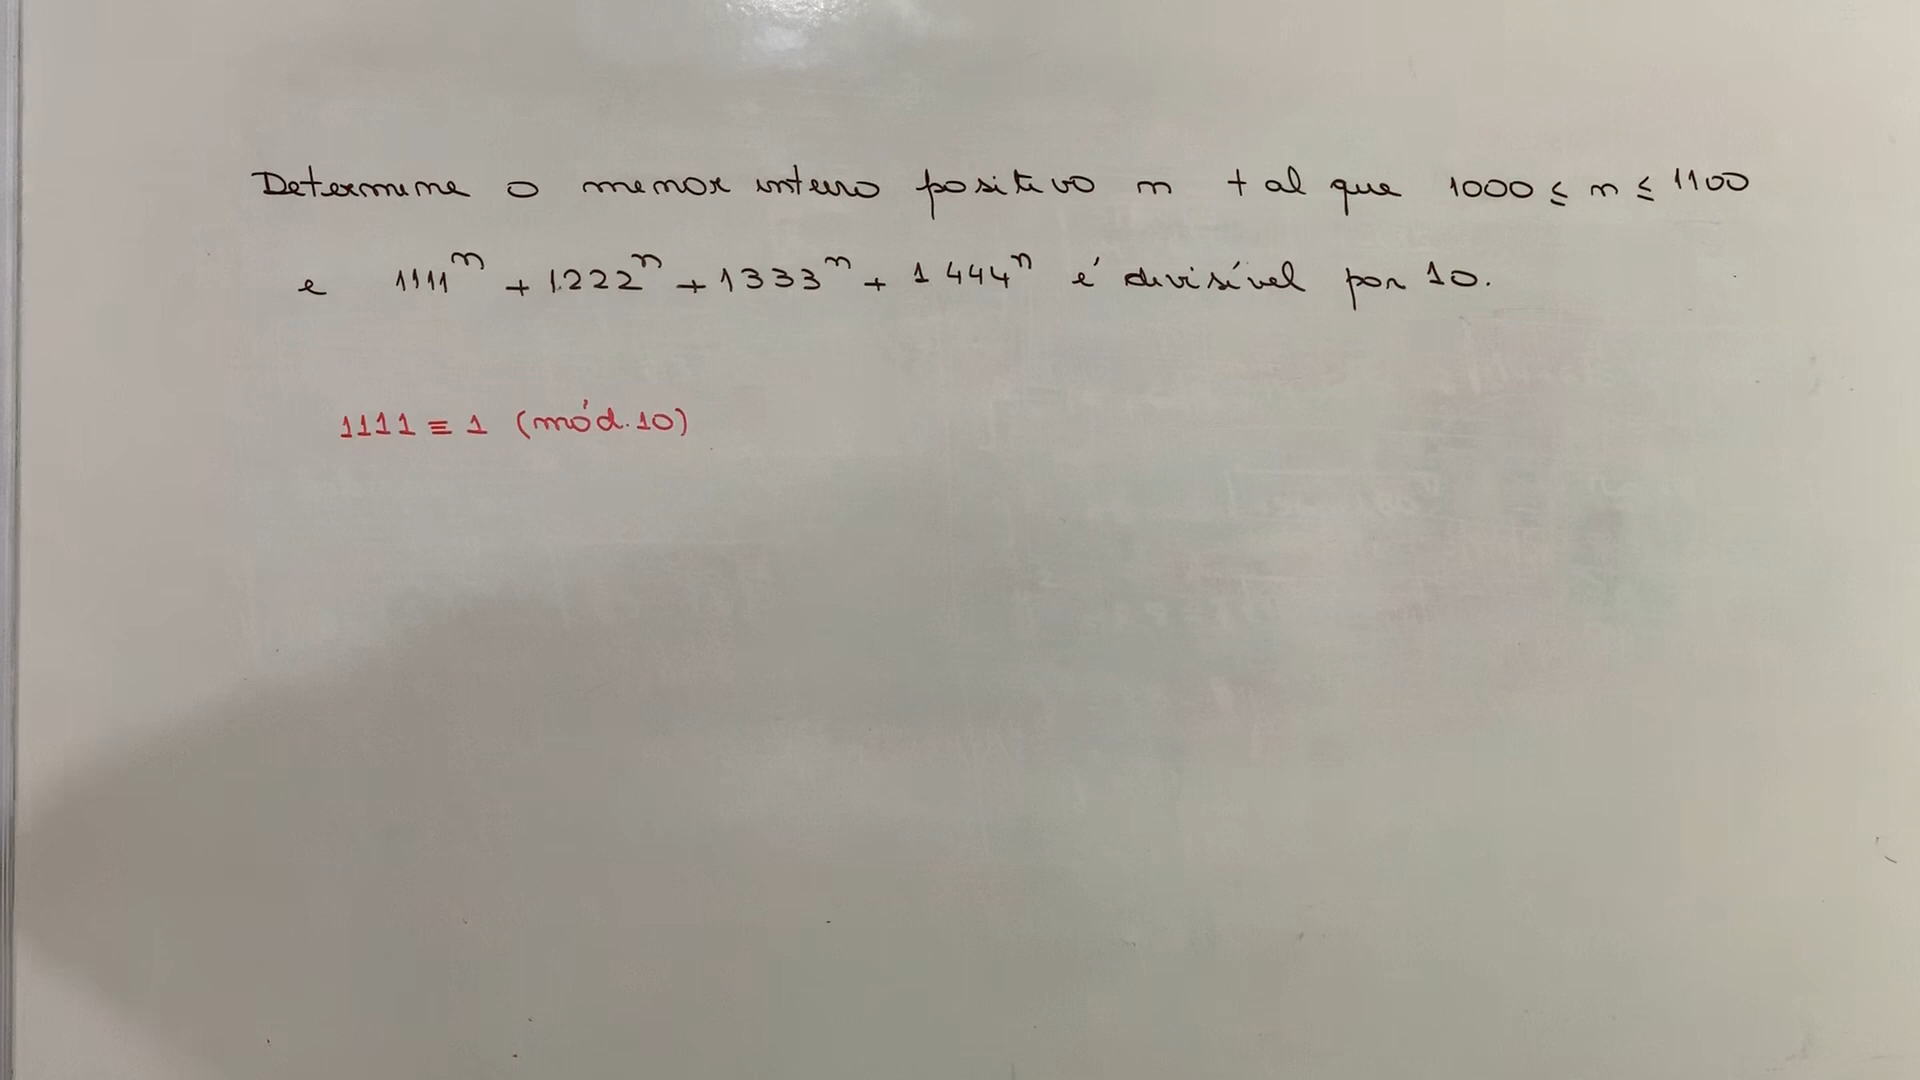 Determine o menor inteiro positivo n tal que 1000 ≤ n ≤ 1100
e 1111ⁿ + 1222ⁿ + 1333ⁿ + 1444ⁿ é divisível por 10.
1111 ≡ 1 (mód. 10)